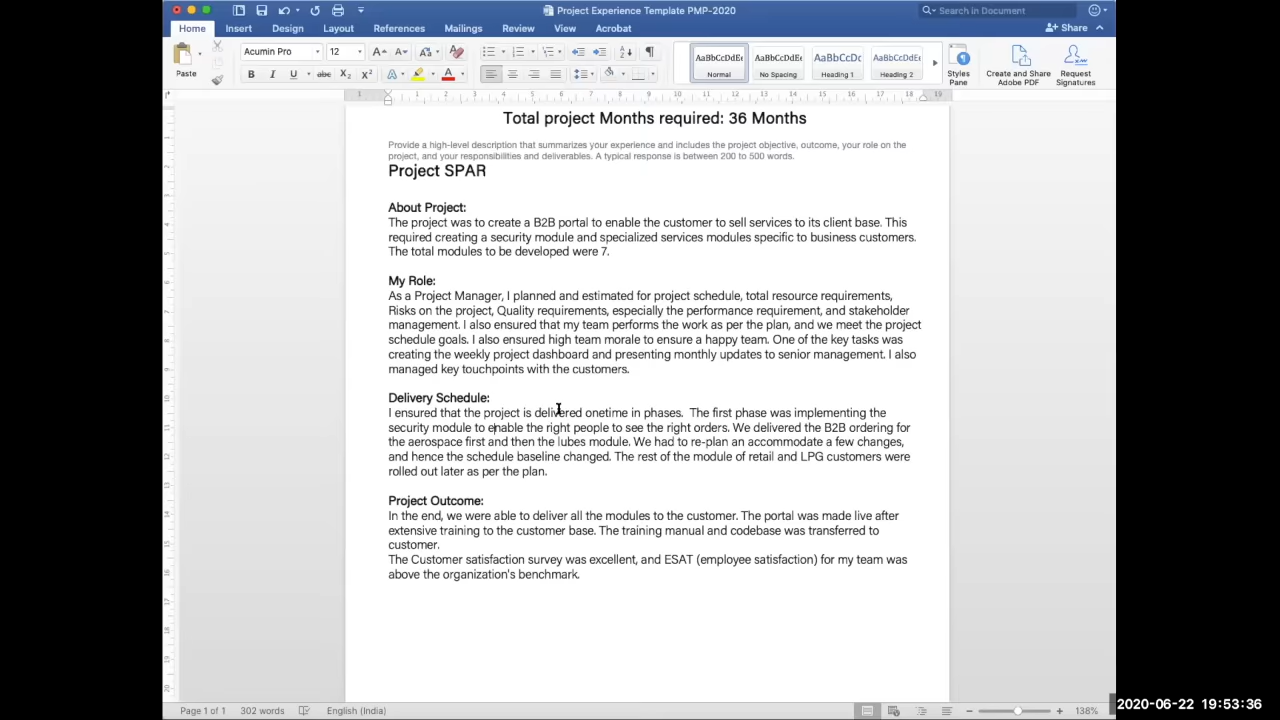 Project Experience Template PMP-2020
Search in Document
Home Insert Design Layout References Mailings Review View Acrobat Share
Paste
Acumin Pro 12
AaBbCcDdEe AaBbCcDdEe AaBbCcDc AaBbCcDdEe
Normal No Spacing Heading 1 Heading 2
Styles Pane
Create and Share Adobe PDF
Request Signatures
Total project Months required: 36 Months
Provide a high-level description that summarizes your experience and includes the project objective, outcome, your role on the
project, and your responsibilities and deliverables. A typical response is between 200 to 500 words.
Project SPAR
About Project:
The project was to create a B2B portal to enable the customer to sell services to its client base. This
required creating a security module and specialized services modules specific to business customers.
The total modules to be developed were 7.
My Role:
As a Project Manager, I planned and estimated for project schedule, total resource requirements,
Risks on the project, Quality requirements, especially the performance requirement, and stakeholder
management. I also ensured that my team performs the work as per the plan, and we meet the project
schedule goals. I also ensured high team morale to ensure a happy team. One of the key tasks was
creating the weekly project dashboard and presenting monthly updates to senior management. I also
managed key touchpoints with the customers.
Delivery Schedule:
I ensured that the project is delivered onetime in phases.  The first phase was implementing the
security module to enable the right people to see the right orders. We delivered the B2B ordering for
the aerospace first and then the lubes module. We had to re-plan an accommodate a few changes,
and hence the schedule baseline changed. The rest of the module of retail and LPG customers were
rolled out later as per the plan.
Project Outcome:
In the end, we were able to deliver all the modules to the customer. The portal was made live after
extensive training to the customer base. The training manual and codebase was transferred to
customer.
The Customer satisfaction survey was excellent, and ESAT (employee satisfaction) for my team was
above the organization's benchmark.
Page 1 of 1 302 words English (India) 138%
2020-06-22 19:53:36